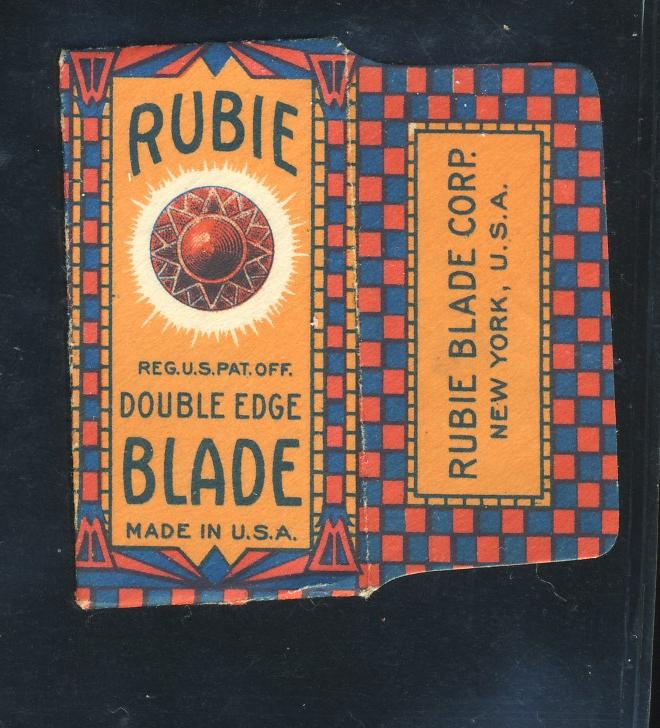 RUBIE
REG.U.S.PAT.OFF.
DOUBLE EDGE
BLADE
MADE IN U.S.A.
RUBIE BLADE CORP.
NEW YORK, U.S.A.